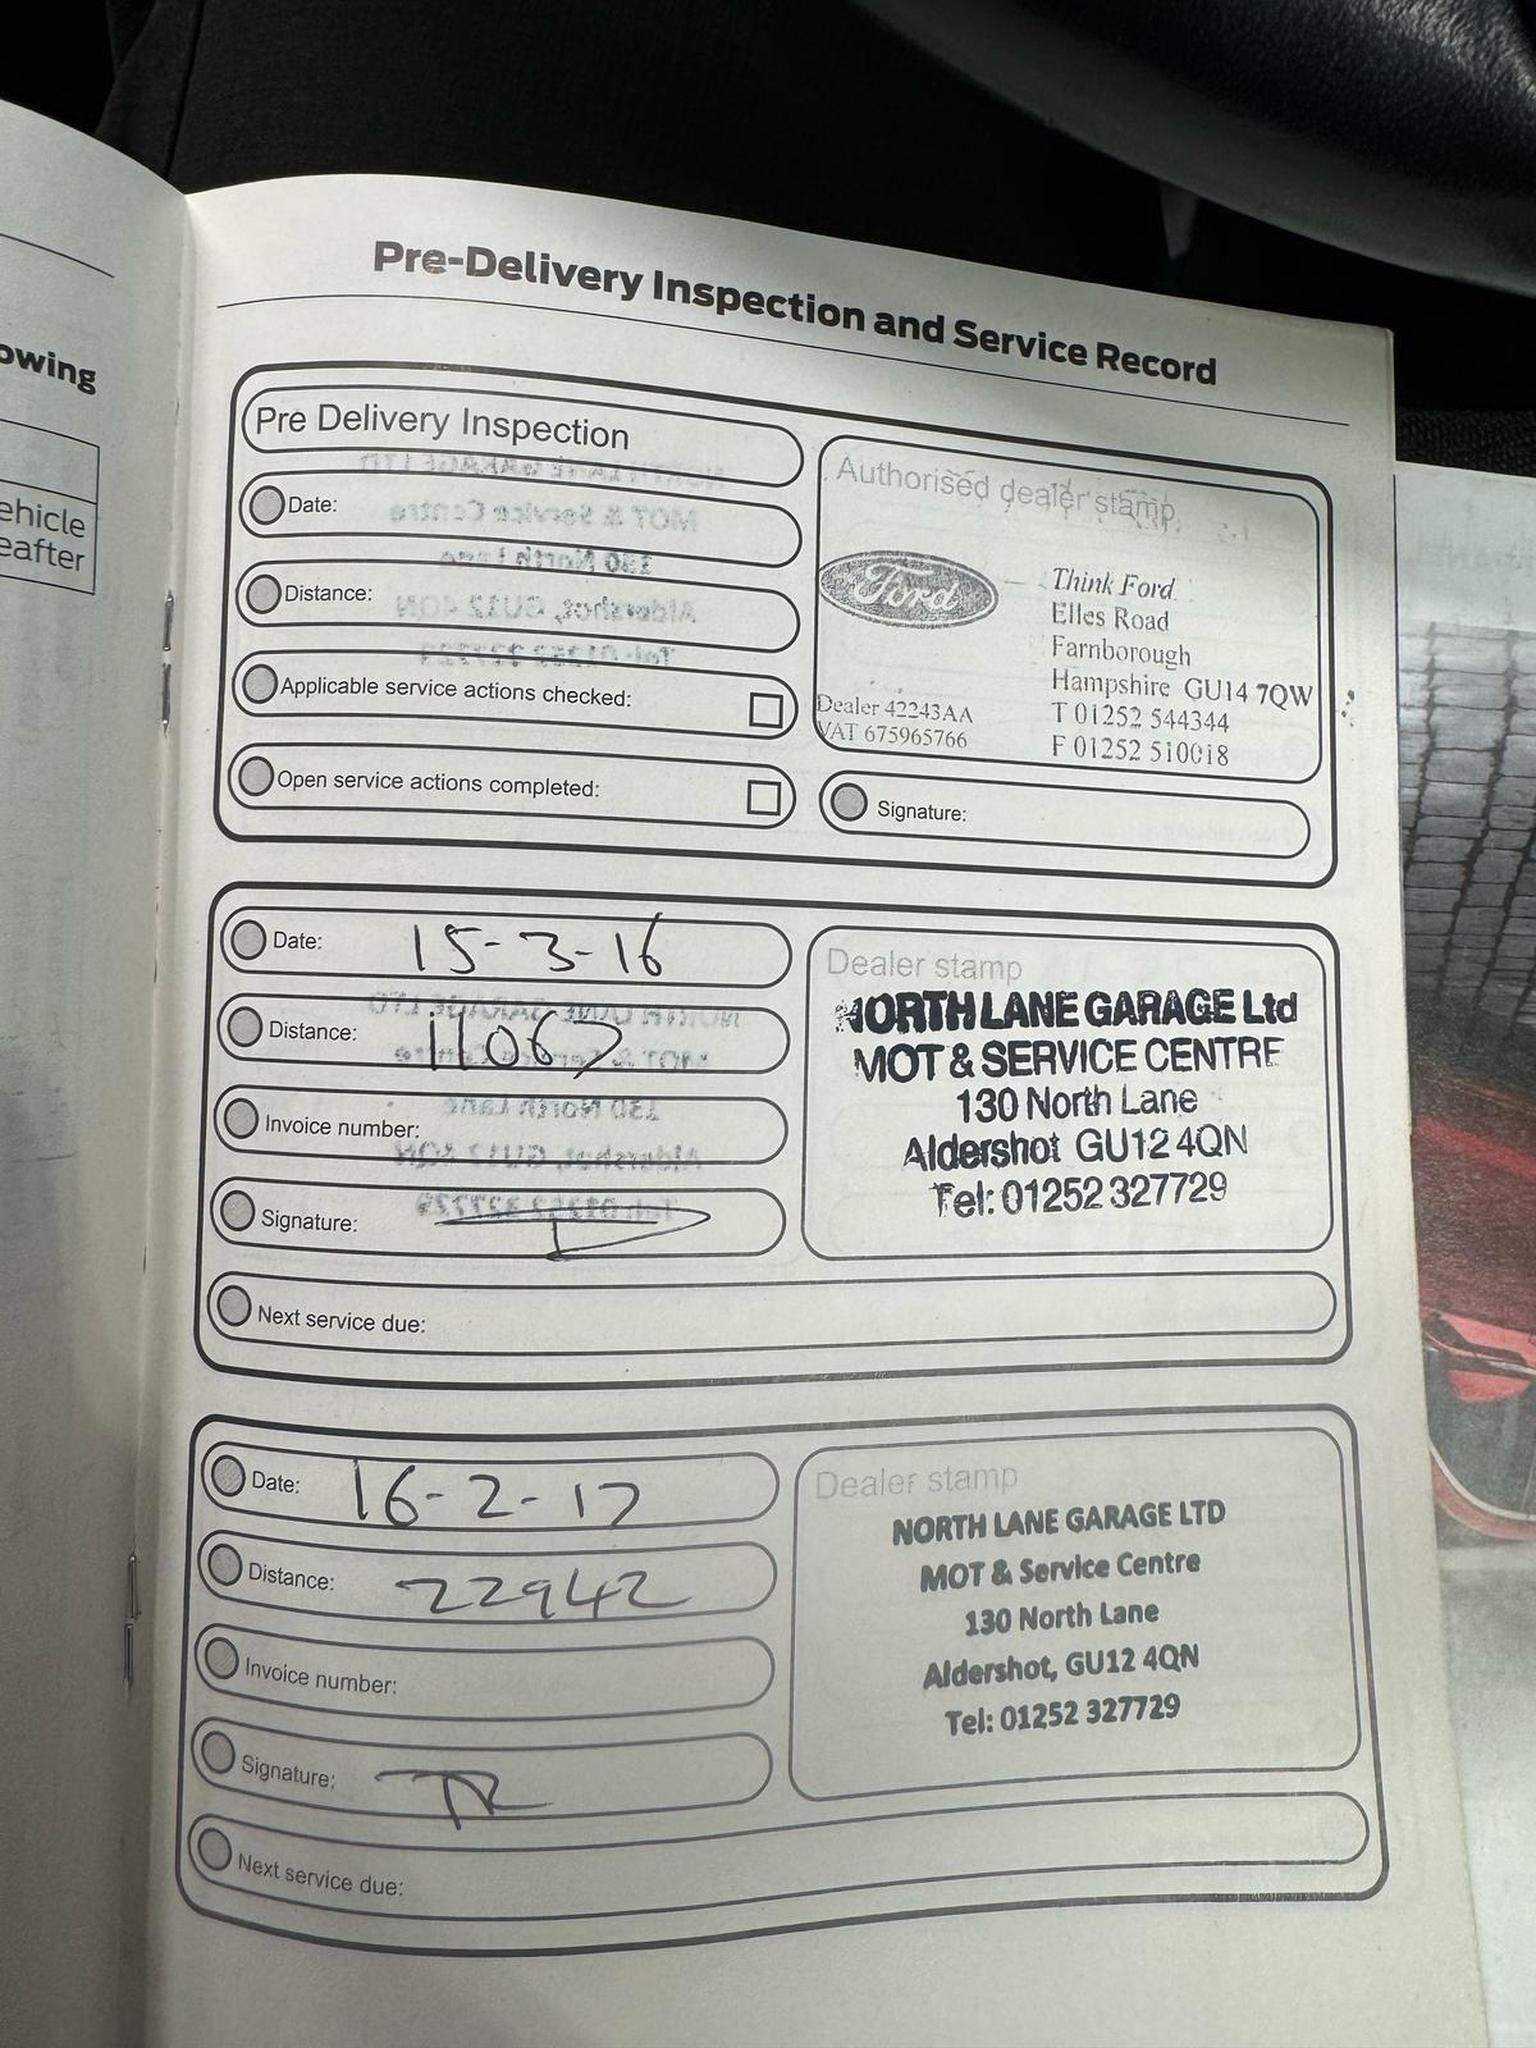 owing
ehicle
eafter
Pre-Delivery Inspection and Service Record
Pre Delivery Inspection
Date:
Distance:
Applicable service actions checked:
Open service actions completed:
Authorised dealer stamp
Ford
Think Ford
Elles Road
Farnborough
Hampshire GU14 7QW
T 01252 544344
F 01252 510018
Dealer 42243AA
VAT 675965766
Signature:
Date: 15-3-16
Distance: 11067
Invoice number:
Signature:
Next service due:
Dealer stamp
NORTH LANE GARAGE Ltd
MOT & SERVICE CENTRE
130 North Lane
Aldershot GU12 4QN
Tel: 01252 327729
Date: 16-2-17
Distance: 22942
Invoice number:
Signature:
Next service due:
Dealer stamp
NORTH LANE GARAGE LTD
MOT & Service Centre
130 North Lane
Aldershot, GU12 4QN
Tel: 01252 327729